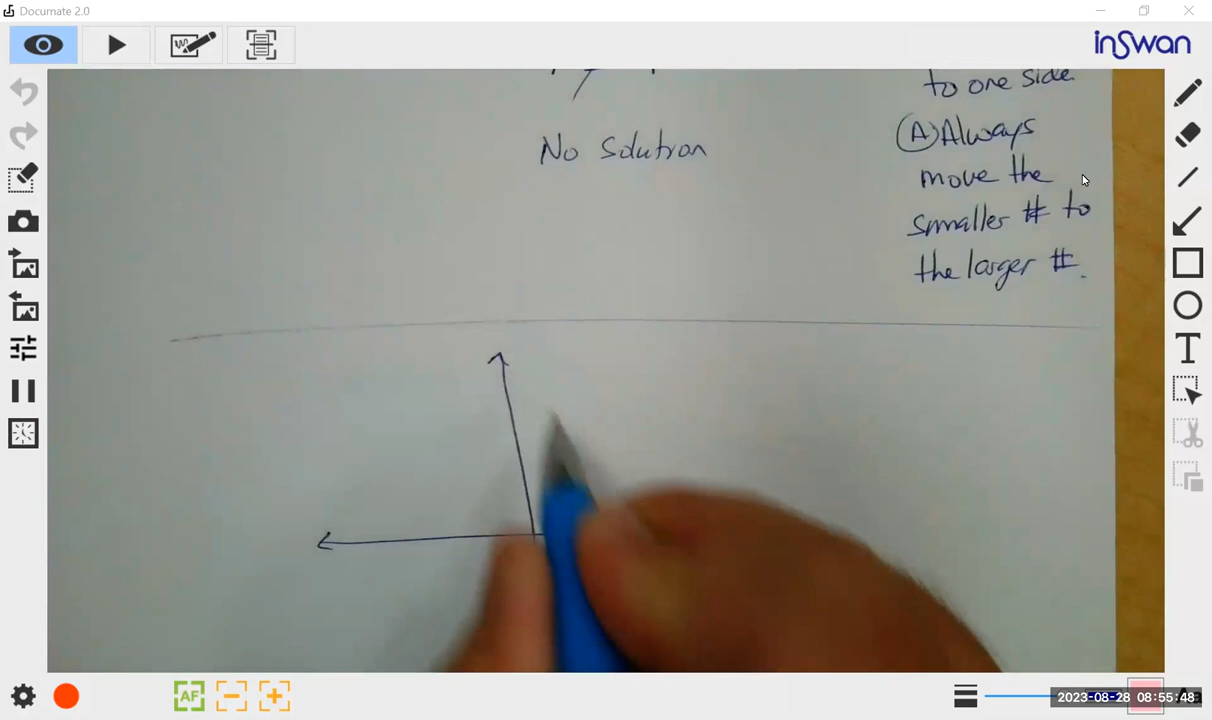 Documate 2.0
inswan
to one side
(A) Always
move the
smaller # to
the larger #.
No Solution
T
AF
2023-08-28 08:55:48